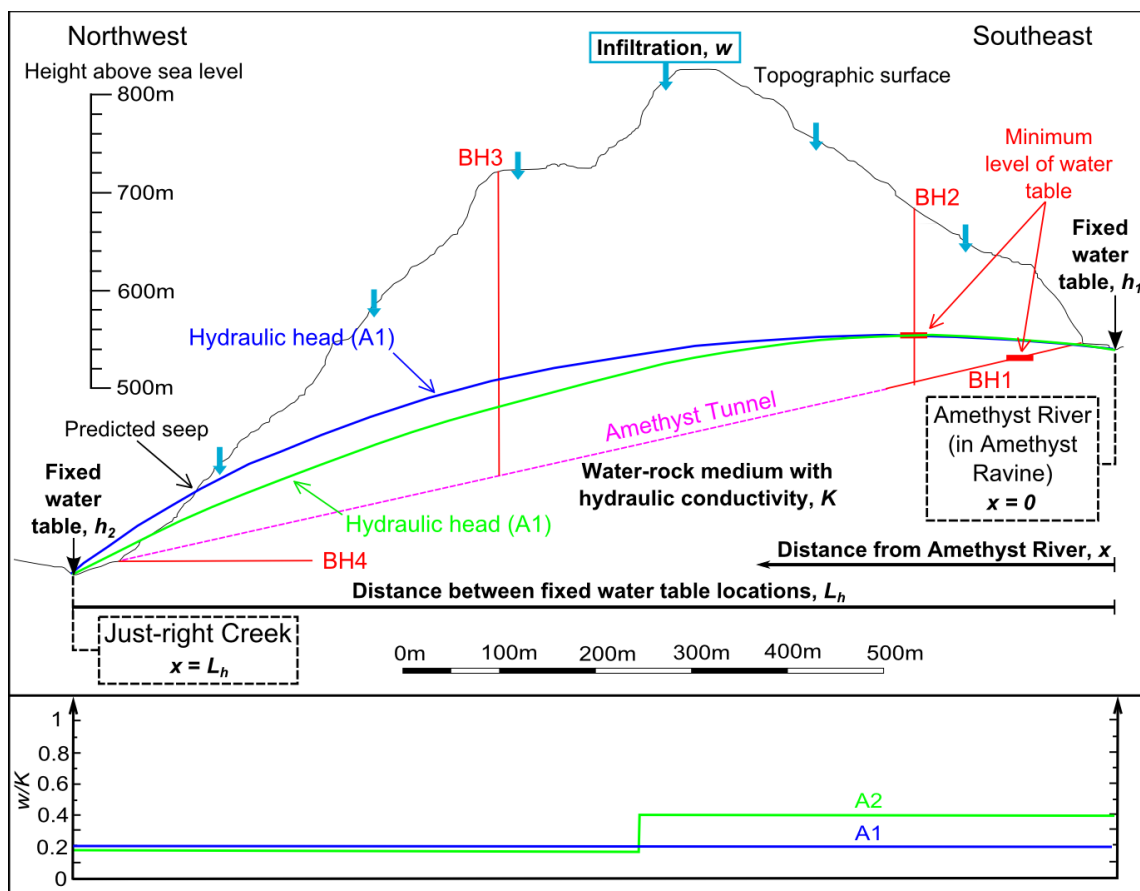 Northwest
Southeast
Height above sea level
Infiltration, w
Topographic surface
800m
700m
600m
500m
BH3
BH2
Minimum
level of water
table
Fixed
water
table, h1
Hydraulic head (A1)
BH1
Amethyst Tunnel
Predicted seep
Fixed
water
table, h2
Water-rock medium with
hydraulic conductivity, K
Amethyst River
(in Amethyst
Ravine)
x = 0
Hydraulic head (A1)
BH4
Distance from Amethyst River, x
Distance between fixed water table locations, Lh
Just-right Creek
x = Lh
0m 100m 200m 300m 400m 500m
w/K
1
0.8
0.6
0.4
0.2
0
A2
A1